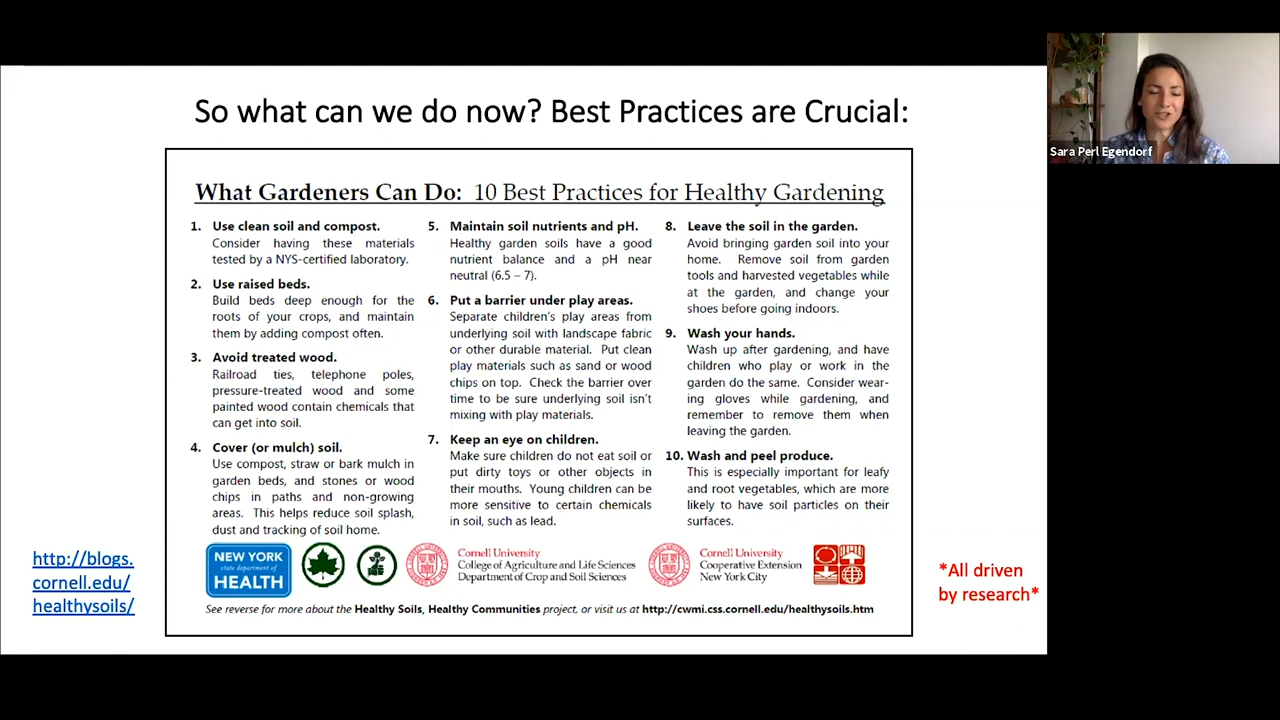 So what can we do now? Best Practices are Crucial:
Sara Perl Egendorf
What Gardeners Can Do: 10 Best Practices for Healthy Gardening
1. Use clean soil and compost.
Consider having these materials
tested by a NYS-certified laboratory.
2. Use raised beds.
Build beds deep enough for the
roots of your crops, and maintain
them by adding compost often.
3. Avoid treated wood.
Railroad ties, telephone poles,
pressure-treated wood and some
painted wood contain chemicals that
can get into soil.
4. Cover (or mulch) soil.
Use compost, straw or bark mulch in
garden beds, and stones or wood
chips in paths and non-growing
areas. This helps reduce soil splash,
dust and tracking of soil home.
5. Maintain soil nutrients and pH.
Healthy garden soils have a good
nutrient balance and a pH near
neutral (6.5 – 7).
6. Put a barrier under play areas.
Separate children's play areas from
underlying soil with landscape fabric
or other durable material. Put clean
play materials such as sand or wood
chips on top. Check the barrier over
time to be sure underlying soil isn't
mixing with play materials.
7. Keep an eye on children.
Make sure children do not eat soil or
put dirty toys or other objects in
their mouths. Young children can be
more sensitive to certain chemicals
in soil, such as lead.
8. Leave the soil in the garden.
Avoid bringing garden soil into your
home. Remove soil from garden
tools and harvested vegetables while
at the garden, and change your
shoes before going indoors.
9. Wash your hands.
Wash up after gardening, and have
children who play or work in the
garden do the same. Consider wear-
ing gloves while gardening, and
remember to remove them when
leaving the garden.
10. Wash and peel produce.
This is especially important for leafy
and root vegetables, which are more
likely to have soil particles on their
surfaces.
NEW YORK
state department of
HEALTH
Cornell University
College of Agriculture and Life Sciences
Department of Crop and Soil Sciences
Cornell University
Cooperative Extension
New York City
See reverse for more about the Healthy Soils, Healthy Communities project, or visit us at http://cwmi.css.cornell.edu/healthysoils.htm
http://blogs.
cornell.edu/
healthysoils/
*All driven
by research*